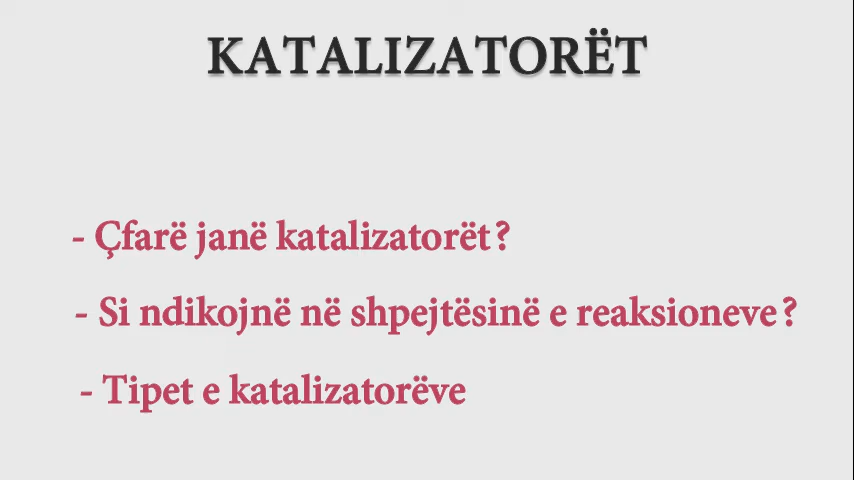 KATALIZATORËT
- Çfarë janë katalizatorët?
- Si ndikojnë në shpejtësinë e reaksioneve?
- Tipet e katalizatorëve